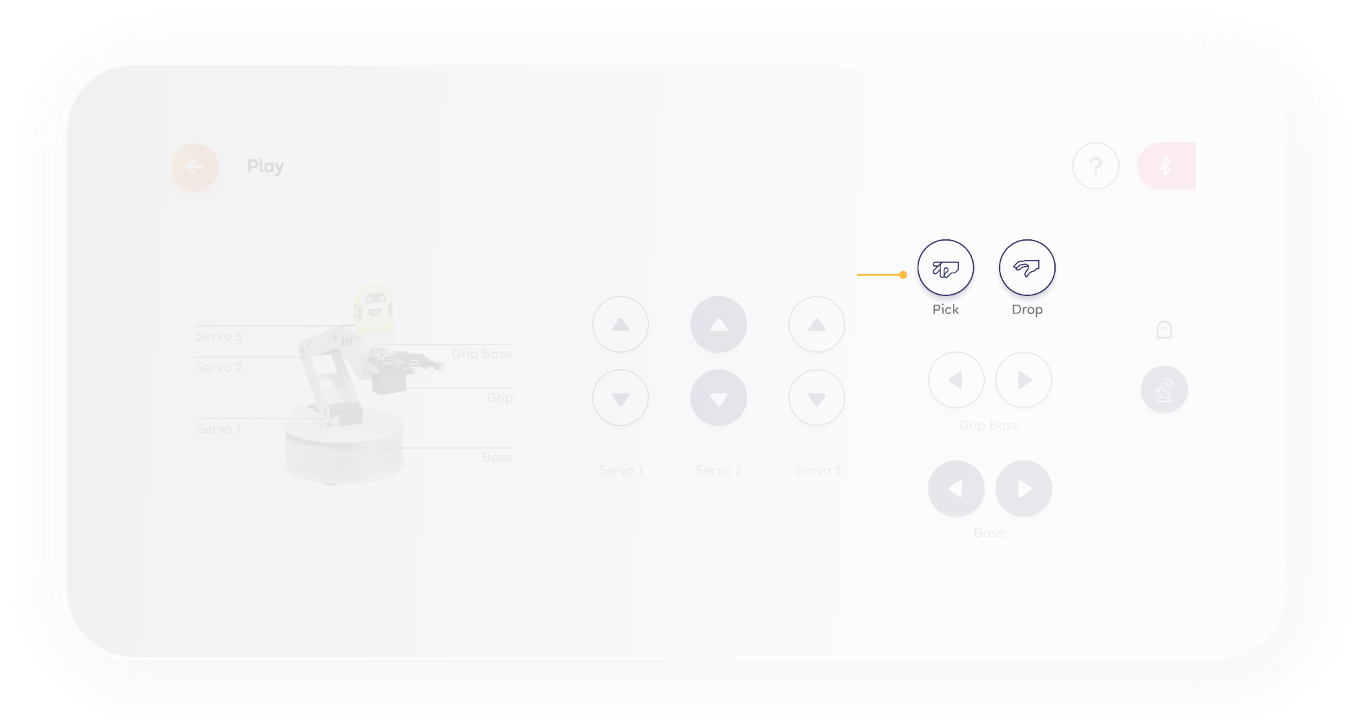 Play
?
Pick
Drop
Servo 3
Servo 2
Servo 1
Grip Base
Grip
Base
Servo 1
Servo 2
Servo 3
Grip Base
Base